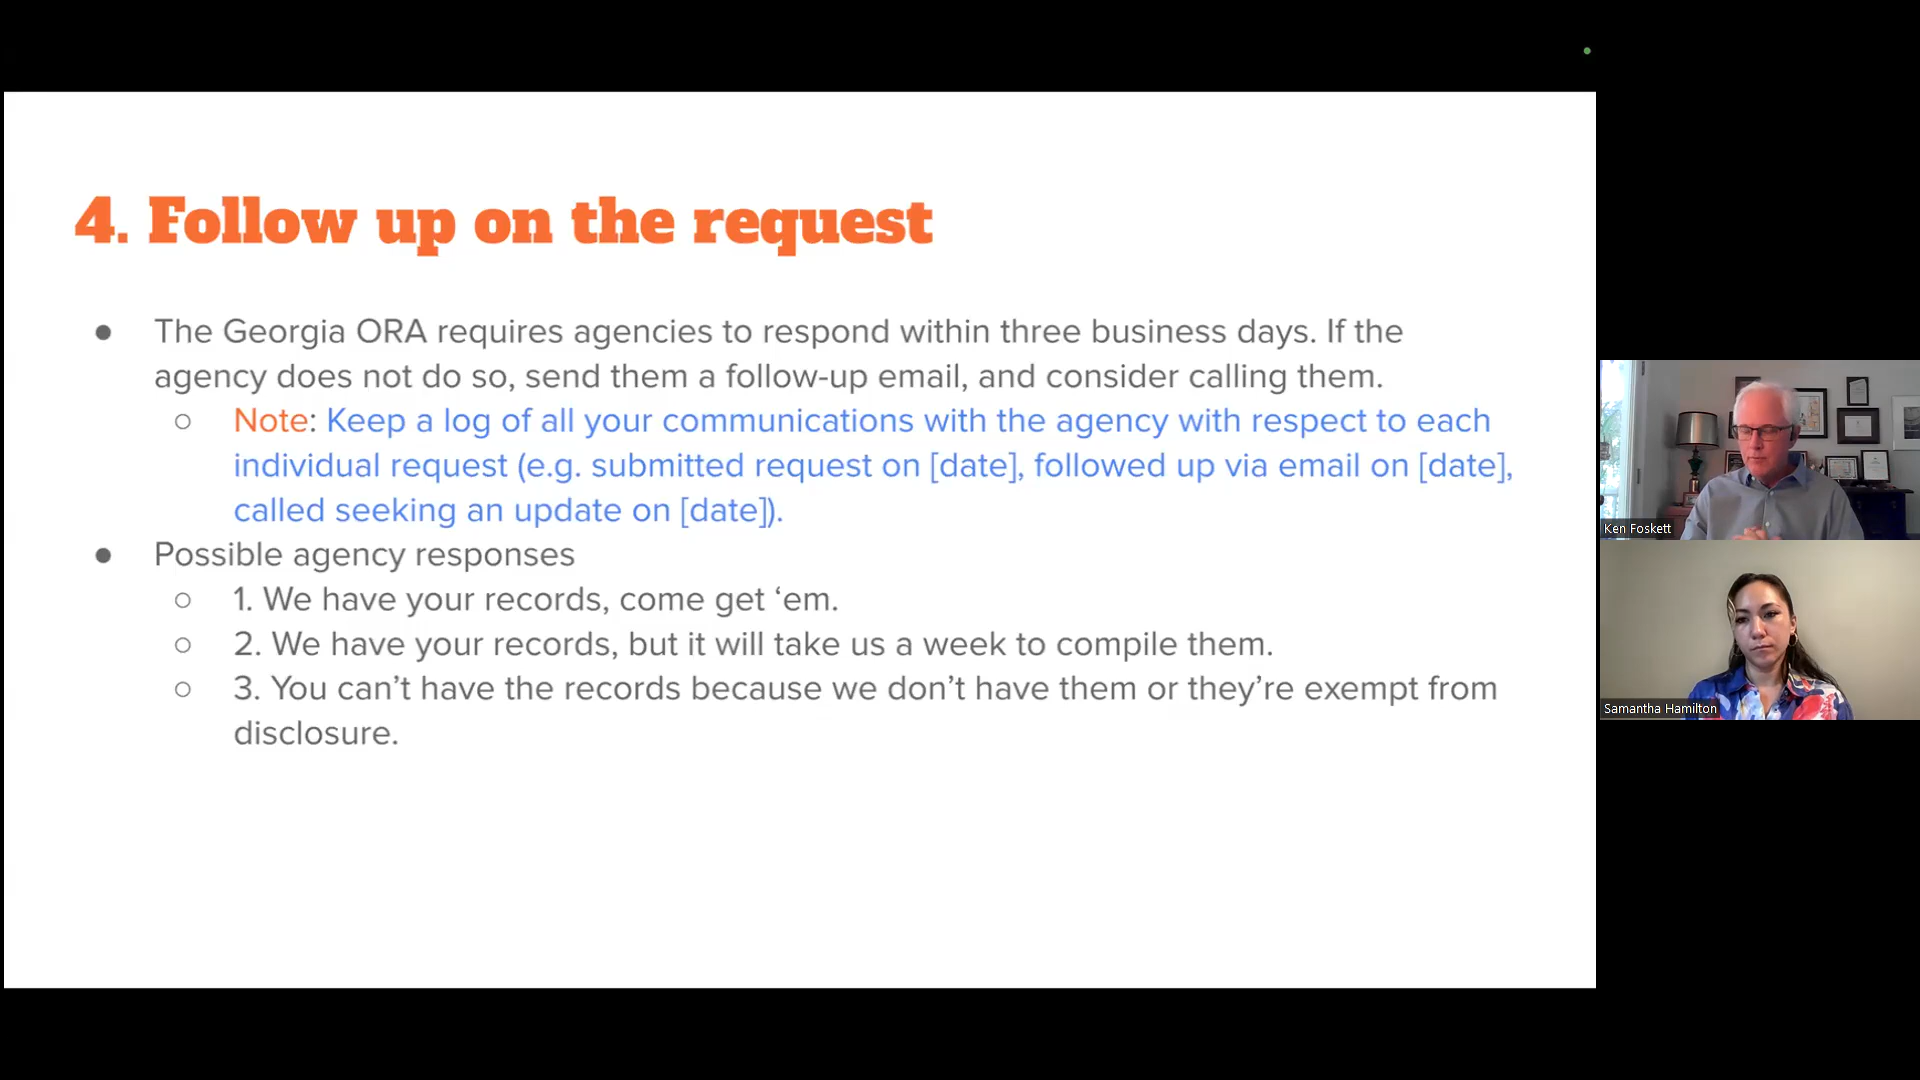 4. Follow up on the request
● The Georgia ORA requires agencies to respond within three business days. If the
agency does not do so, send them a follow-up email, and consider calling them.
○ Note: Keep a log of all your communications with the agency with respect to each
individual request (e.g. submitted request on [date], followed up via email on [date],
called seeking an update on [date]).
● Possible agency responses
○ 1. We have your records, come get ‘em.
○ 2. We have your records, but it will take us a week to compile them.
○ 3. You can’t have the records because we don’t have them or they’re exempt from
disclosure.
Ken Foskett
Samantha Hamilton